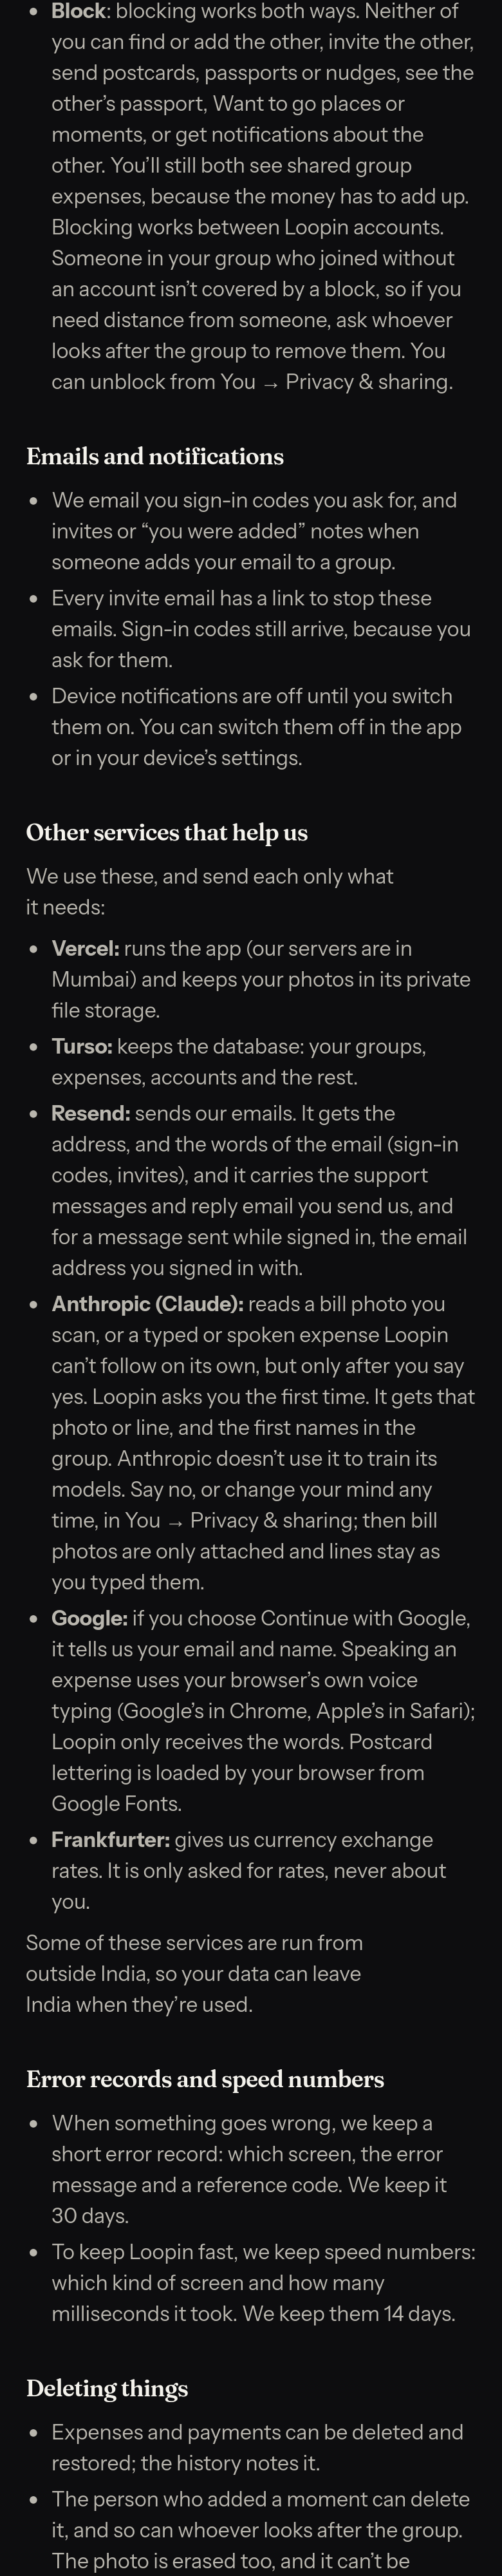 Block: blocking works both ways. Neither of
you can find or add the other, invite the other,
send postcards, passports or nudges, see the
other’s passport, Want to go places or
moments, or get notifications about the
other. You’ll still both see shared group
expenses, because the money has to add up.
Blocking works between Loopin accounts.
Someone in your group who joined without
an account isn’t covered by a block, so if you
need distance from someone, ask whoever
looks after the group to remove them. You
can unblock from You → Privacy & sharing.
Emails and notifications
We email you sign-in codes you ask for, and
invites or “you were added” notes when
someone adds your email to a group.
Every invite email has a link to stop these
emails. Sign-in codes still arrive, because you
ask for them.
Device notifications are off until you switch
them on. You can switch them off in the app
or in your device’s settings.
Other services that help us
We use these, and send each only what
it needs:
Vercel: runs the app (our servers are in
Mumbai) and keeps your photos in its private
file storage.
Turso: keeps the database: your groups,
expenses, accounts and the rest.
Resend: sends our emails. It gets the
address, and the words of the email (sign-in
codes, invites), and it carries the support
messages and reply email you send us, and
for a message sent while signed in, the email
address you signed in with.
Anthropic (Claude): reads a bill photo you
scan, or a typed or spoken expense Loopin
can’t follow on its own, but only after you say
yes. Loopin asks you the first time. It gets that
photo or line, and the first names in the
group. Anthropic doesn’t use it to train its
models. Say no, or change your mind any
time, in You → Privacy & sharing; then bill
photos are only attached and lines stay as
you typed them.
Google: if you choose Continue with Google,
it tells us your email and name. Speaking an
expense uses your browser’s own voice
typing (Google’s in Chrome, Apple’s in Safari);
Loopin only receives the words. Postcard
lettering is loaded by your browser from
Google Fonts.
Frankfurter: gives us currency exchange
rates. It is only asked for rates, never about
you.
Some of these services are run from
outside India, so your data can leave
India when they’re used.
Error records and speed numbers
When something goes wrong, we keep a
short error record: which screen, the error
message and a reference code. We keep it
30 days.
To keep Loopin fast, we keep speed numbers:
which kind of screen and how many
milliseconds it took. We keep them 14 days.
Deleting things
Expenses and payments can be deleted and
restored; the history notes it.
The person who added a moment can delete
it, and so can whoever looks after the group.
The photo is erased too, and it can’t be